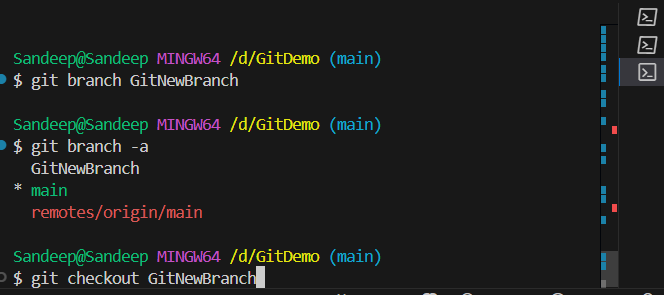 Sandeep@Sandeep MINGW64 /d/GitDemo (main)
$ git branch GitNewBranch
Sandeep@Sandeep MINGW64 /d/GitDemo (main)
$ git branch -a
GitNewBranch
* main
remotes/origin/main
Sandeep@Sandeep MINGW64 /d/GitDemo (main)
$ git checkout GitNewBranch